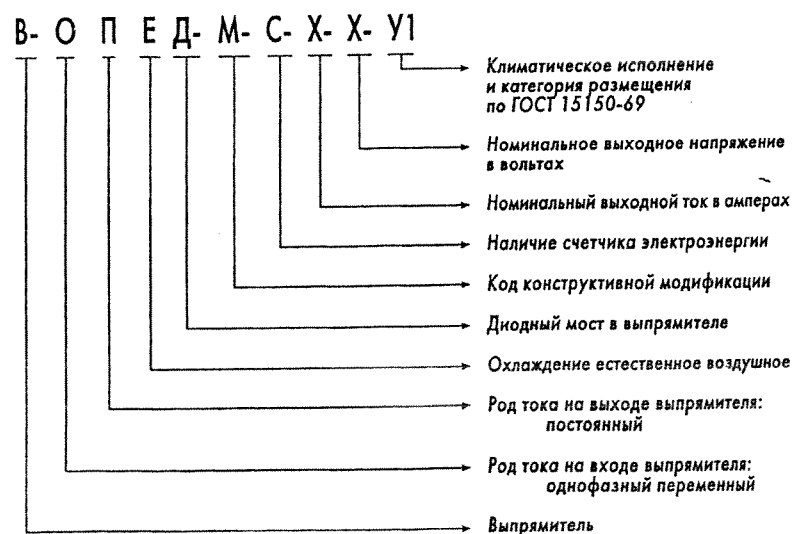 В- О П Е Д- М- С- Х- Х- У1
Климатическое исполнение
и категория размещения
по ГОСТ 15150-69
Номинальное выходное напряжение
в вольтах
Номинальный выходной ток в амперах
Наличие счетчика электроэнергии
Код конструктивной модификации
Диодный мост в выпрямителе
Охлаждение естественное воздушное
Род тока на выходе выпрямителя:
постоянный
Род тока на входе выпрямителя:
однофазный переменный
Выпрямитель